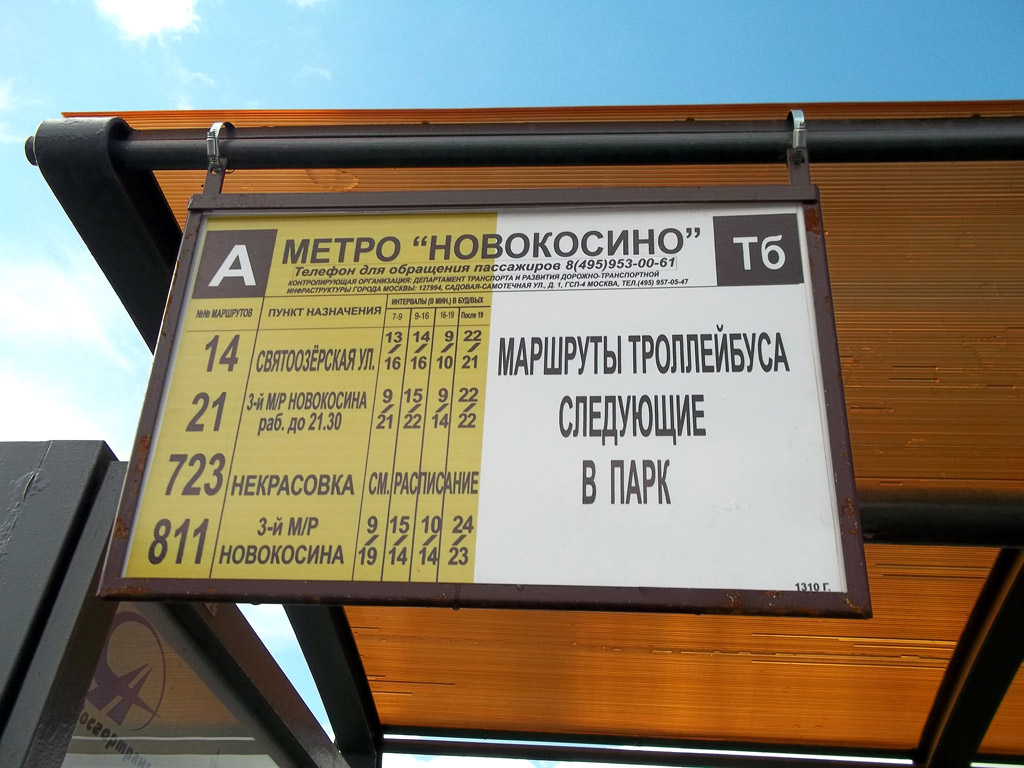 А МЕТРО “НОВОКОСИНО” Тб
Телефон для обращения пассажиров 8(495)953-00-61
КОНТРОЛИРУЮЩАЯ ОРГАНИЗАЦИЯ: ДЕПАРТАМЕНТ ТРАНСПОРТА И РАЗВИТИЯ ДОРОЖНО-ТРАНСПОРТНОЙ
ИНФРАСТРУКТУРЫ ГОРОДА МОСКВЫ: 127994, САДОВАЯ-САМОТЕЧНАЯ УЛ., Д. 1, ГСП-4 МОСКВА, ТЕЛ.(495) 957-05-47
№№ МАРШРУТОВ ПУНКТ НАЗНАЧЕНИЯ ИНТЕРВАЛЫ (В МИН.) В БУД/ВЫХ
7-9 9-16 16-19 После 19
14 СВЯТООЗЁРСКАЯ УЛ. 13/16 14/16 9/10 22/21
21 3-й М/Р НОВОКОСИНА 9/21 15/22 9/14 22/22
раб. до 21.30
723 НЕКРАСОВКА СМ. РАСПИСАНИЕ
811 3-й М/Р 9/19 15/14 10/14 24/23
НОВОКОСИНА
МАРШРУТЫ ТРОЛЛЕЙБУСА
СЛЕДУЮЩИЕ
В ПАРК
1310 Г.